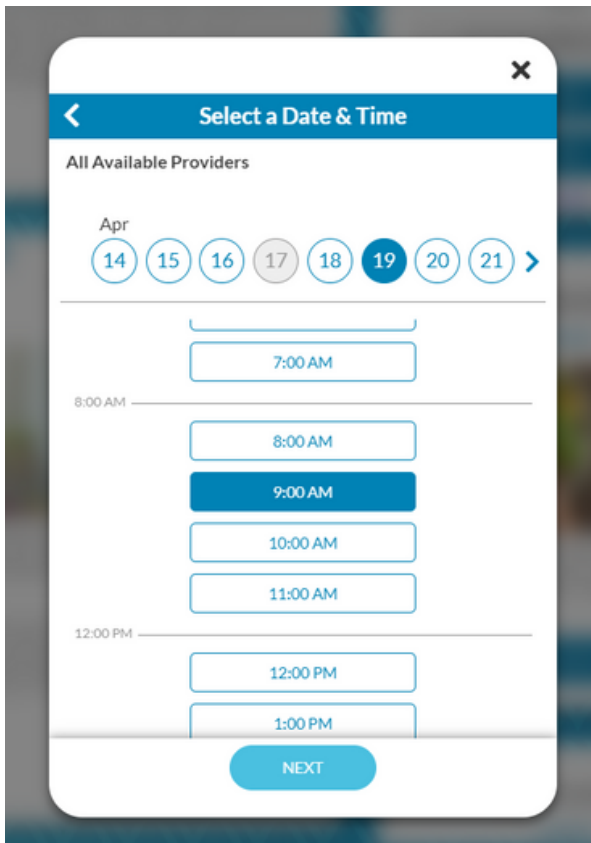 Select a Date & Time
All Available Providers
Apr
14 15 16 17 18 19 20 21
7:00 AM
8:00 AM
8:00 AM
9:00 AM
10:00 AM
11:00 AM
12:00 PM
12:00 PM
1:00 PM
NEXT